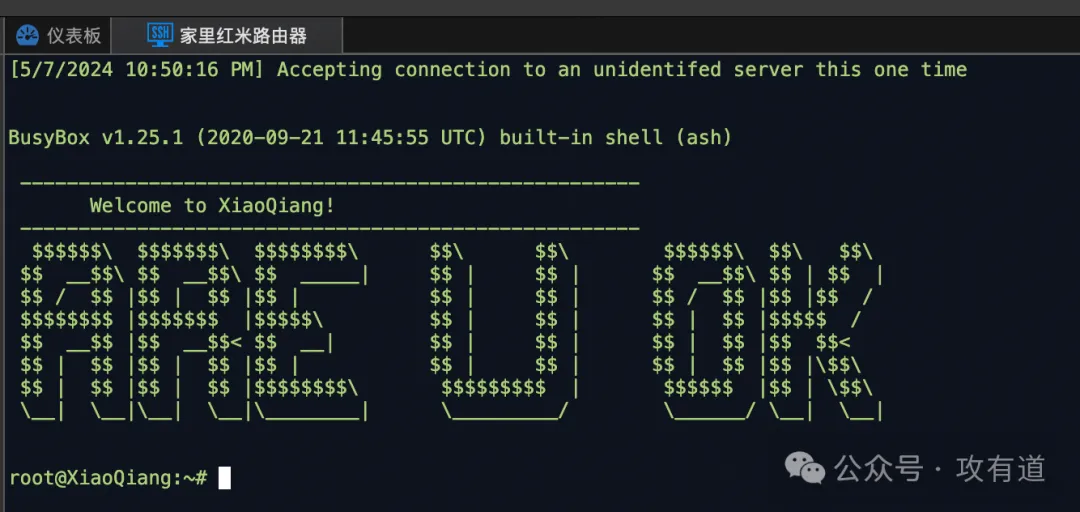 仪表板 SSH 家里红米路由器
[5/7/2024 10:50:16 PM] Accepting connection to an unidentifed server this one time
BusyBox v1.25.1 (2020-09-21 11:45:55 UTC) built-in shell (ash)
-----------------------------------------------------
Welcome to XiaoQiang!
-----------------------------------------------------
 $$$$$$\  $$$$$$$\  $$$$$$$$\      $$\      $$\        $$$$$$\  $$\   $$\
$$  __$$\ $$  __$$\ $$  _____|     $$ |     $$ |      $$  __$$\ $$ | $$  |
$$ /  $$ |$$ |  $$ |$$ |           $$ |     $$ |      $$ /  $$ |$$ |$$  /
$$$$$$$$ |$$$$$$$  |$$$$$\         $$ |     $$ |      $$ |  $$ |$$$$$  /
$$  __$$ |$$  __$$< $$  __|        $$ |     $$ |      $$ |  $$ |$$  $$<
$$ |  $$ |$$ |  $$ |$$ |           $$ |     $$ |      $$ |  $$ |$$ |\$$\
$$ |  $$ |$$ |  $$ |$$$$$$$$\       $$$$$$$$$  |       $$$$$$  |$$ | \$$\
\__|  \__|\__|  \__|\________|      \_________/        \______/ \__|  \__|
root@XiaoQiang:~#
公众号 · 攻有道